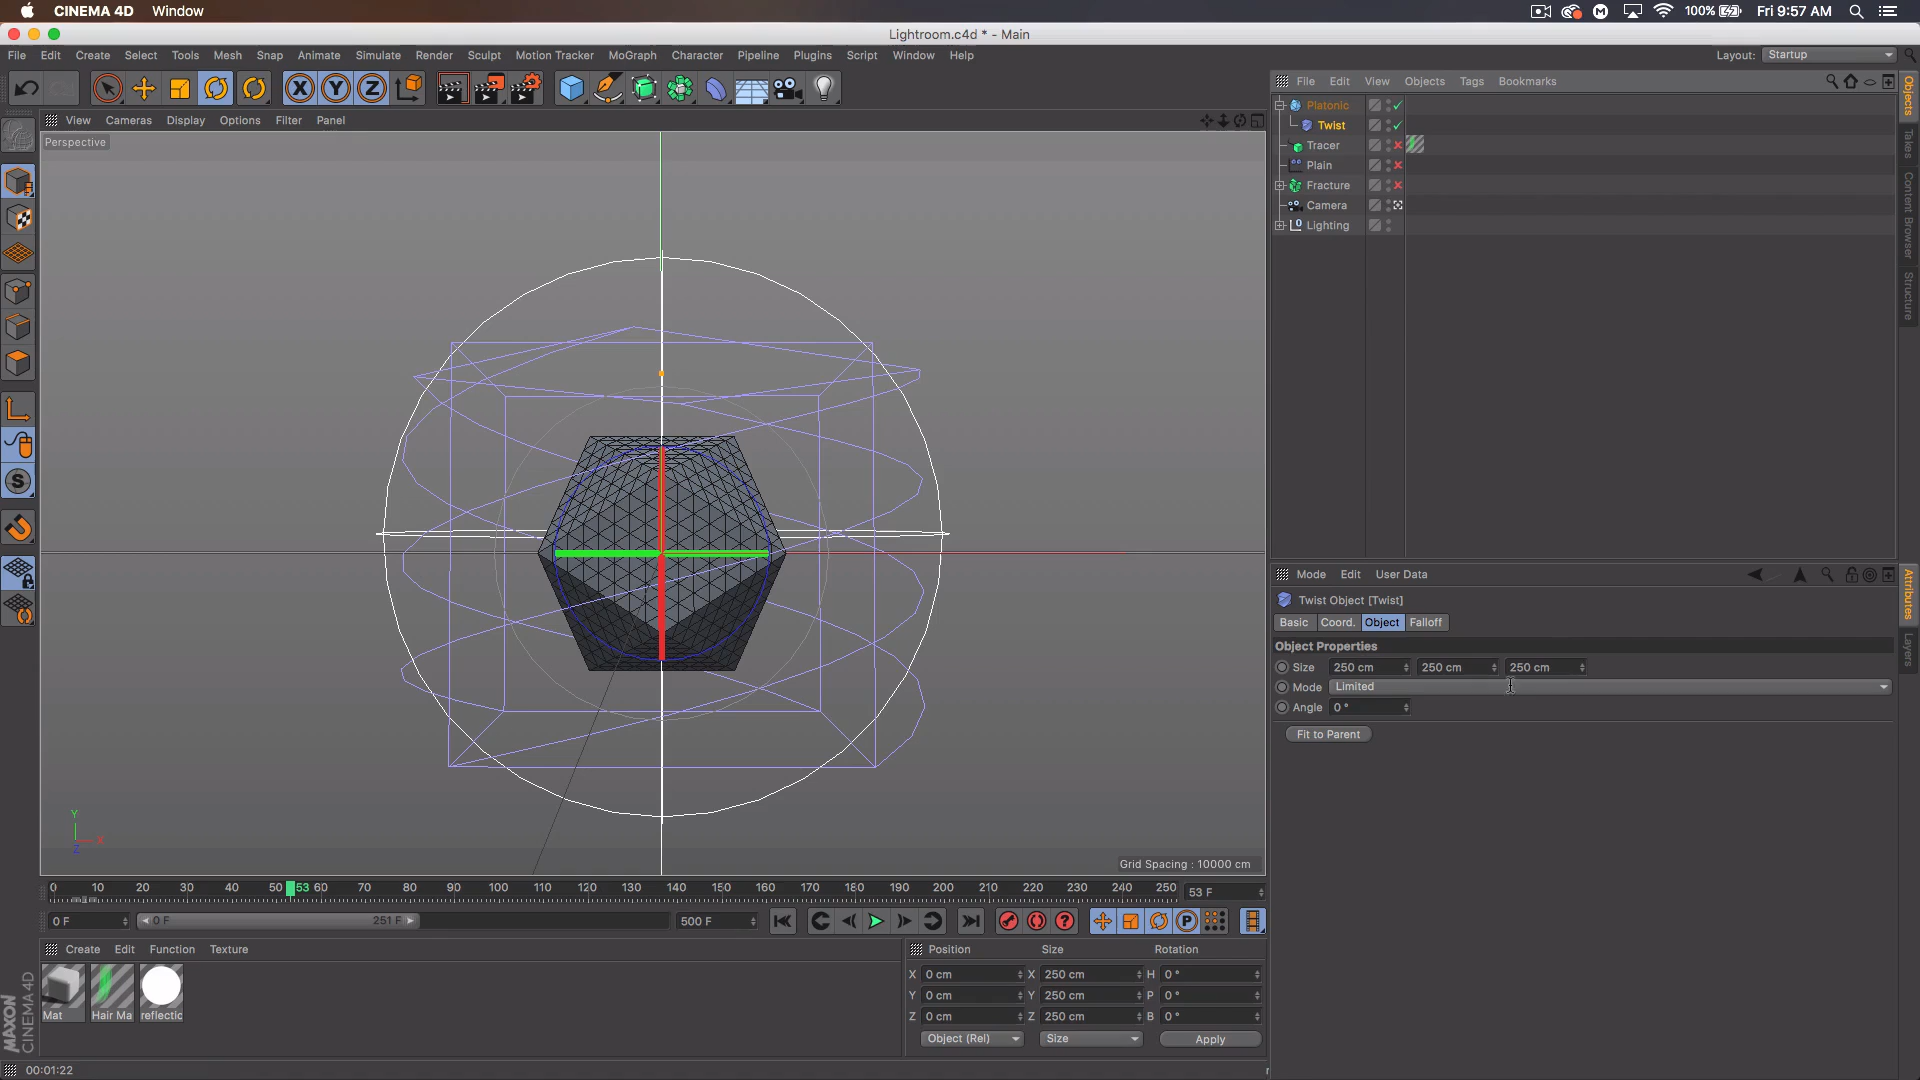 CINEMA 4D Window
100% Fri 9:57 AM
Lightroom.c4d * - Main
File Edit Create Select Tools Mesh Snap Animate Simulate Render Sculpt Motion Tracker MoGraph Character Pipeline Plugins Script Window Help
Layout: Startup
X Y Z
File Edit View Objects Tags Bookmarks
View Cameras Display Options Filter Panel
Perspective
Platonic
Twist
Tracer
Plain
Fracture
Camera
Lighting
Objects
Takes
Content Browser
Structure
Mode Edit User Data
Twist Object [Twist]
Basic Coord. Object Falloff
Object Properties
Size 250 cm 250 cm 250 cm
Mode Limited
Angle 0 °
Fit to Parent
Attributes
Layers
Y
X
Z
Grid Spacing : 10000 cm
0 10 20 30 40 50 53 60 70 80 90 100 110 120 130 140 150 160 170 180 190 200 210 220 230 240 250
53 F
0 F 0 F 251 F 500 F
Create Edit Function Texture
Position Size Rotation
X 0 cm X 250 cm H 0 °
Y 0 cm Y 250 cm P 0 °
Z 0 cm Z 250 cm B 0 °
Object (Rel) Size Apply
Mat Hair Ma reflectic
MAXON
CINEMA 4D
00:01:22